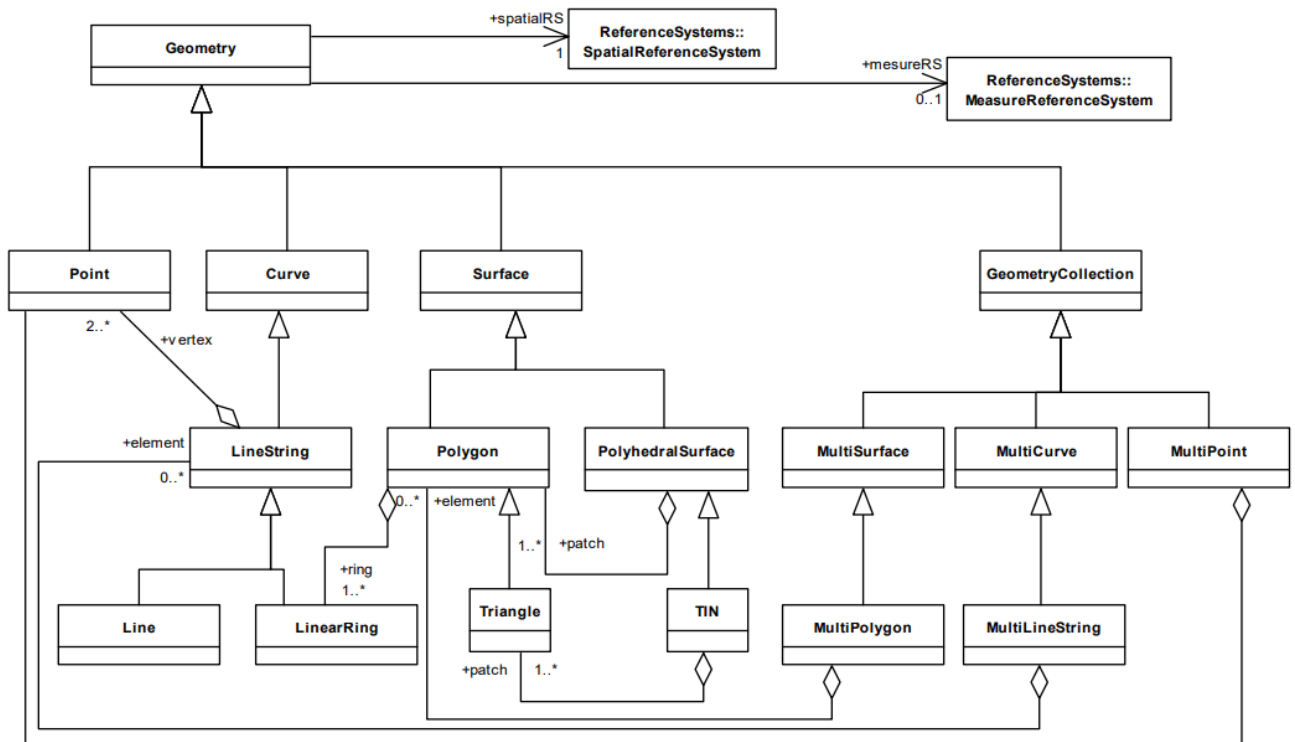 +spatialRS
ReferenceSystems::
SpatialReferenceSystem
1
Geometry
+mesureRS
ReferenceSystems::
MeasureReferenceSystem
0..1
Point
Curve
Surface
GeometryCollection
2..*
+vertex
+element
LineString
0..*
Polygon
PolyhedralSurface
MultiSurface
MultiCurve
MultiPoint
0..*
+element
1..*
+patch
+ring
1..*
Line
LinearRing
Triangle
TIN
MultiPolygon
MultiLineString
+patch
1..*